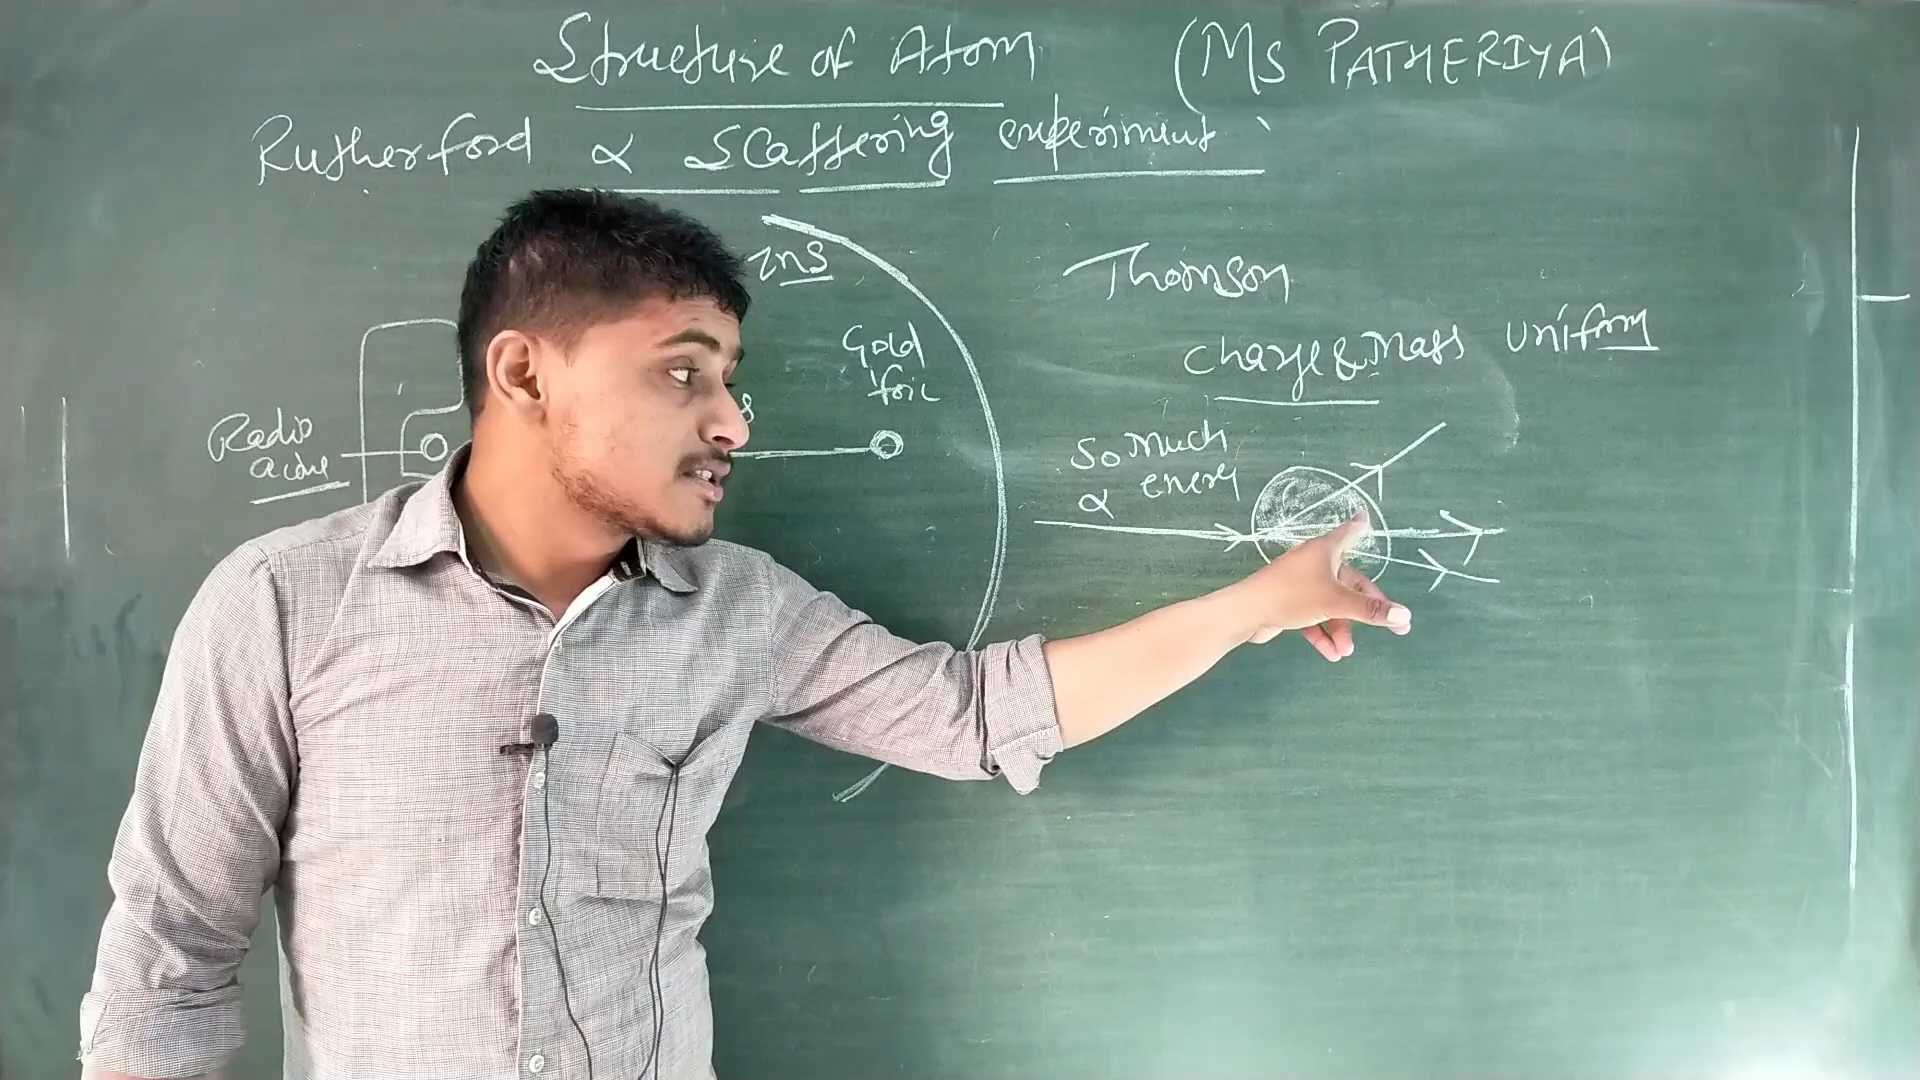 Structure of Atom (MS PATHERIYA)
Rutherford α Scattering experiment
ZnS
Gold
foil
Radio
active
Thomson
Charge & Mass Uniform
So Much
α energy